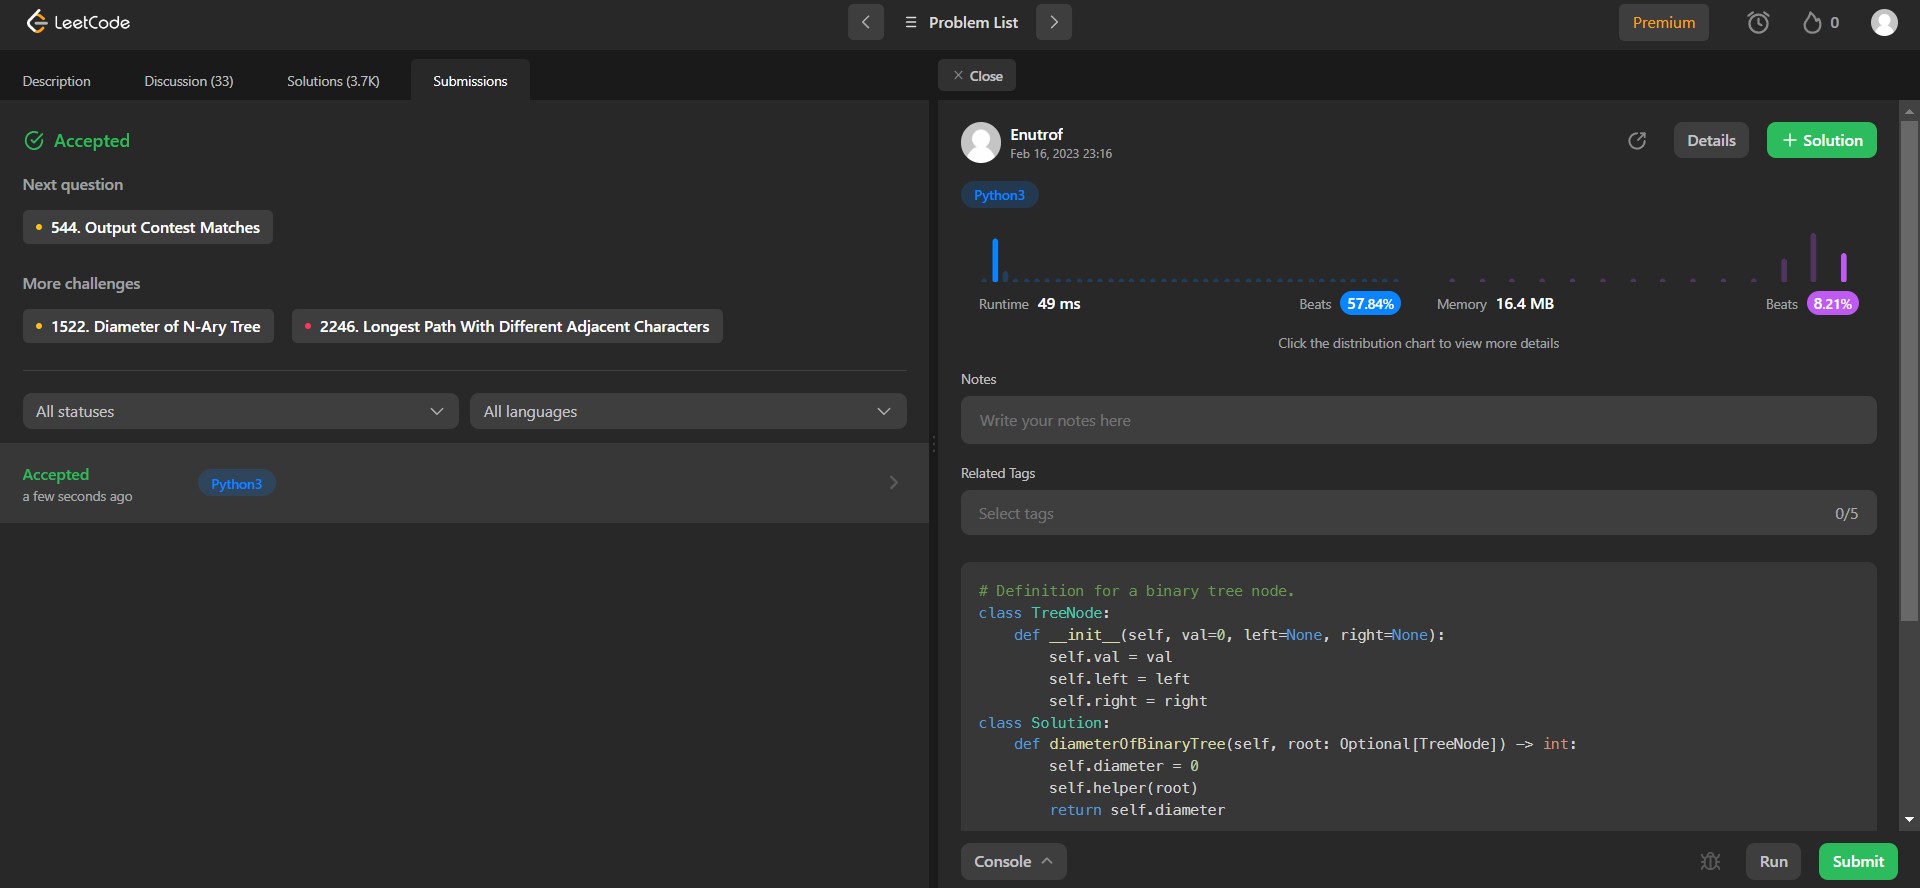 LeetCode
Problem List
Premium
0
Description
Discussion (33)
Solutions (3.7K)
Submissions
Close
Accepted
Next question
544. Output Contest Matches
More challenges
1522. Diameter of N-Ary Tree
2246. Longest Path With Different Adjacent Characters
All statuses
All languages
Accepted
a few seconds ago
Python3
Enutrof
Feb 16, 2023 23:16
Details
+ Solution
Python3
Runtime 49 ms
Beats 57.84%
Memory 16.4 MB
Beats 8.21%
Click the distribution chart to view more details
Notes
Write your notes here
Related Tags
Select tags
0/5
# Definition for a binary tree node.
class TreeNode:
    def __init__(self, val=0, left=None, right=None):
        self.val = val
        self.left = left
        self.right = right
class Solution:
    def diameterOfBinaryTree(self, root: Optional[TreeNode]) -> int:
        self.diameter = 0
        self.helper(root)
        return self.diameter
Console
Run
Submit